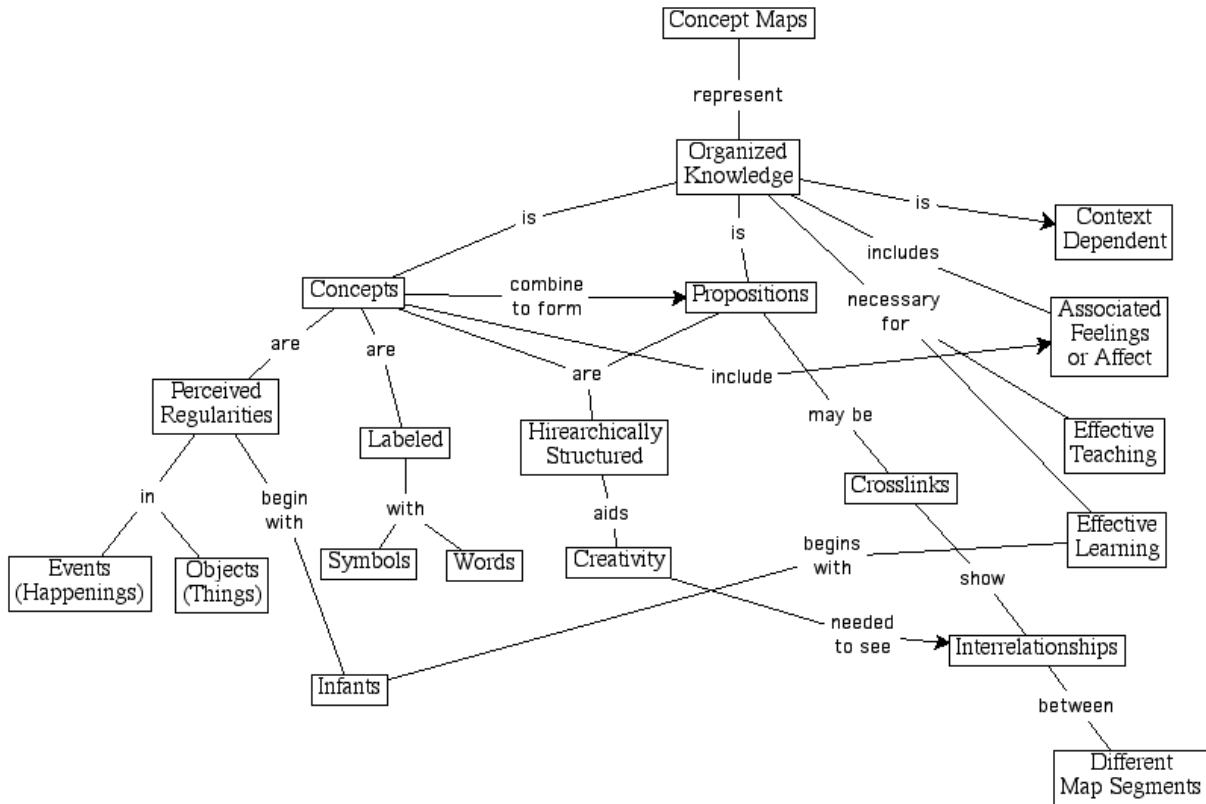 Concept Maps
represent
Organized
Knowledge
is
is
is
Context
Dependent
includes
Concepts
combine
to form
Propositions
necessary
for
Associated
Feelings
or Affect
are
are
are
include
Perceived
Regularities
Labeled
Hirearchically
Structured
may be
Effective
Teaching
in
begin
with
with
aids
Crosslinks
Effective
Learning
Events
(Happenings)
Objects
(Things)
Symbols
Words
Creativity
begins
with
show
needed
to see
Interrelationships
Infants
between
Different
Map Segments